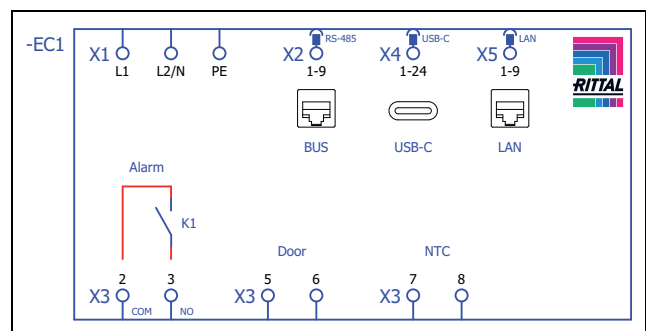 -EC1
RS-485 USB-C LAN
X1 X2 X4 X5
L1 L2/N PE 1-9 1-24 1-9
RITTAL
BUS USB-C LAN
Alarm
K1
Door NTC
2 3 5 6 7 8
X3 X3 X3
COM NO